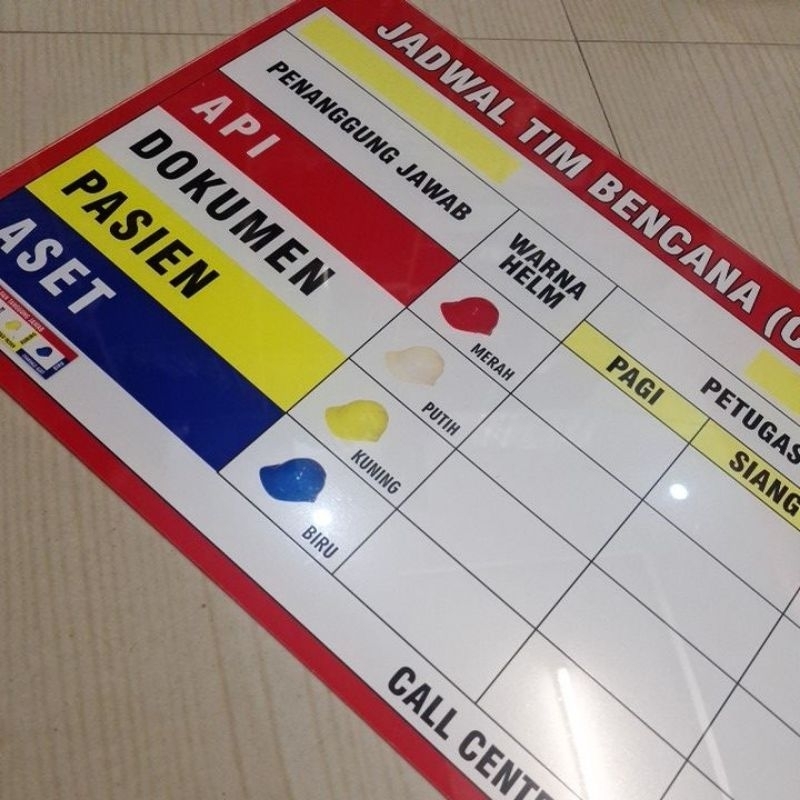 JADWAL TIM BENCANA (
PENANGGUNG JAWAB
WARNA
HELM
PETUGAS
PAGI
SIANG
API
MERAH
DOKUMEN
PUTIH
PASIEN
KUNING
ASET
BIRU
CALL CENTE